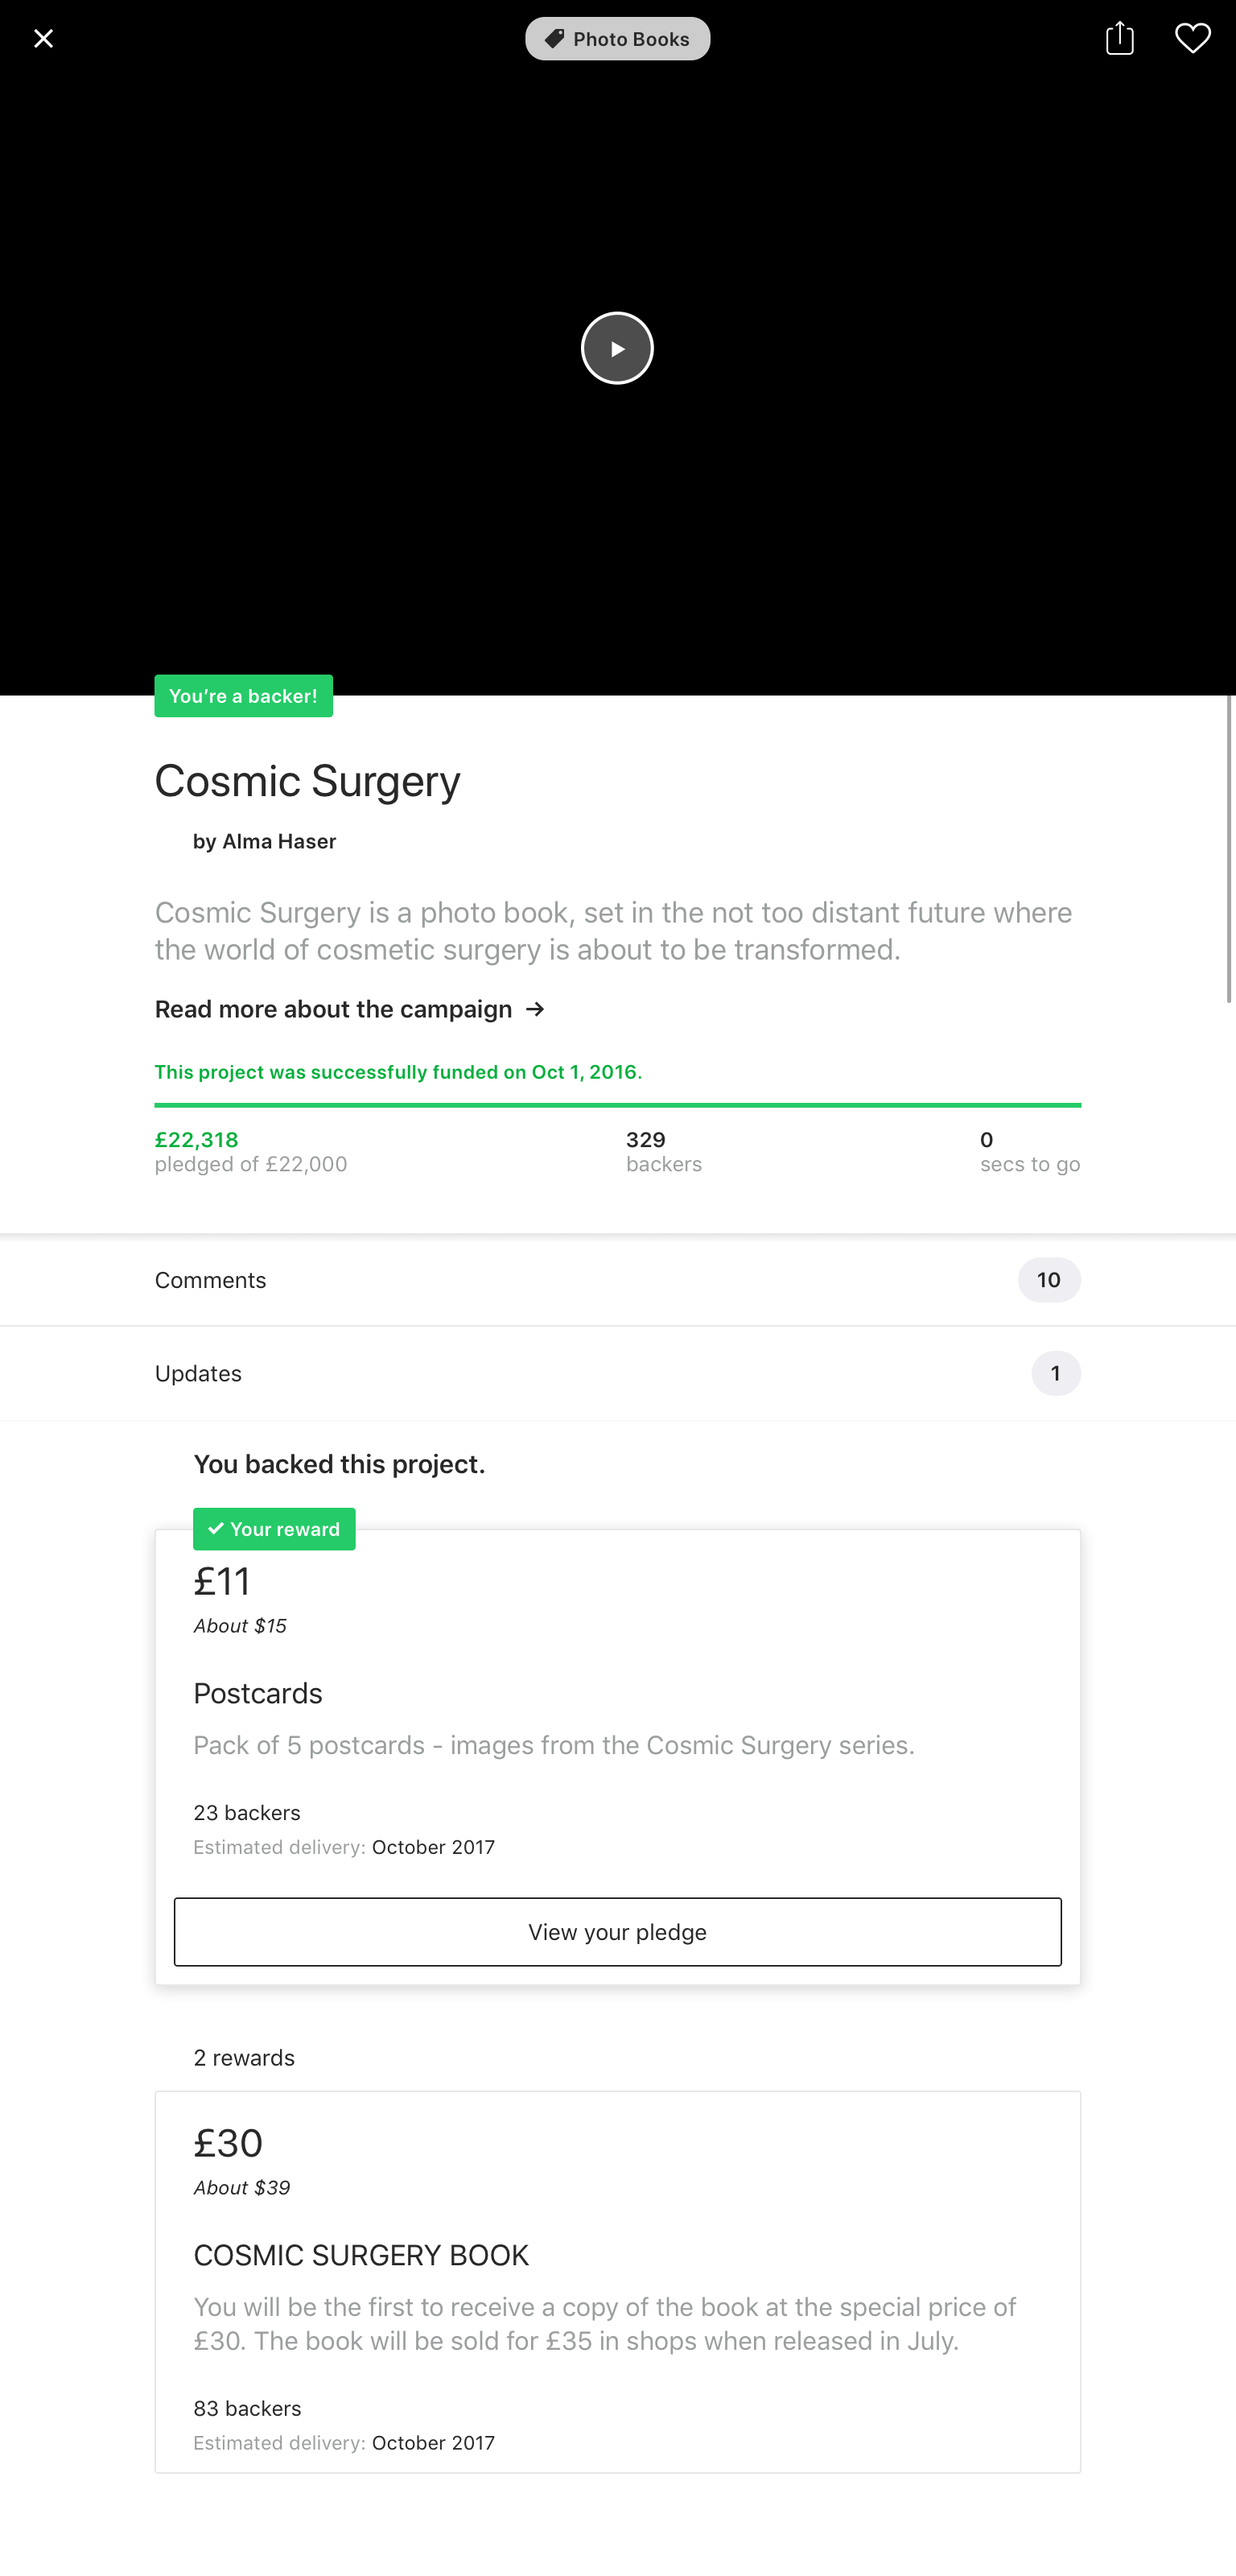 Photo Books
You're a backer!
Cosmic Surgery
by Alma Haser
Cosmic Surgery is a photo book, set in the not too distant future where
the world of cosmetic surgery is about to be transformed.
Read more about the campaign →
This project was successfully funded on Oct 1, 2016.
£22,318
pledged of £22,000
329
backers
0
secs to go
Comments
10
Updates
1
You backed this project.
✓ Your reward
£11
About $15
Postcards
Pack of 5 postcards - images from the Cosmic Surgery series.
23 backers
Estimated delivery: October 2017
View your pledge
2 rewards
£30
About $39
COSMIC SURGERY BOOK
You will be the first to receive a copy of the book at the special price of
£30. The book will be sold for £35 in shops when released in July.
83 backers
Estimated delivery: October 2017